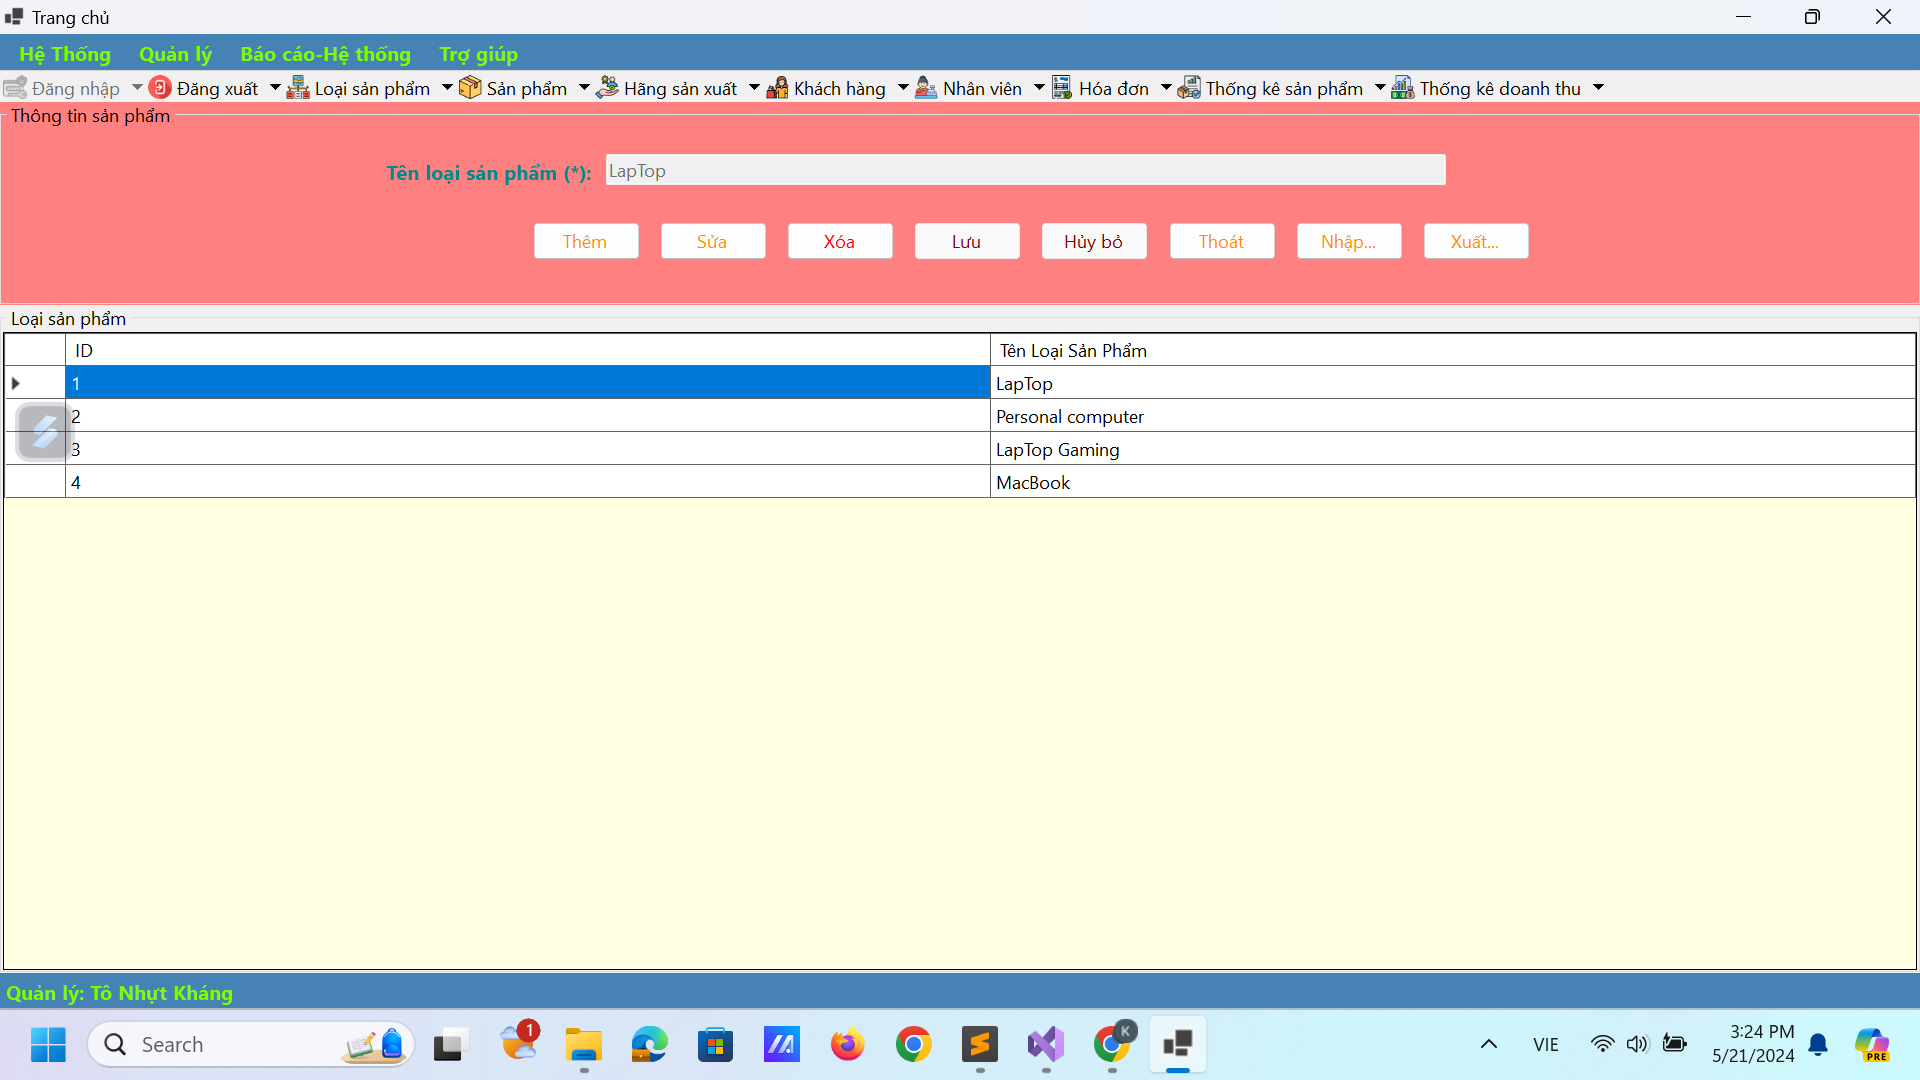 Trang chủ
Hệ Thống Quản lý Báo cáo-Hệ thống Trợ giúp
Đăng nhập Đăng xuất Loại sản phẩm Sản phẩm Hãng sản xuất Khách hàng Nhân viên Hóa đơn Thống kê sản phẩm Thống kê doanh thu
Thông tin sản phẩm
Tên loại sản phẩm (*): LapTop
Thêm Sửa Xóa Lưu Hủy bỏ Thoát Nhập... Xuất...
Loại sản phẩm
ID Tên Loại Sản Phẩm
1 LapTop
2 Personal computer
3 LapTop Gaming
4 MacBook
Quản lý: Tô Nhựt Kháng
Search 1 K VIE 3:24 PM
5/21/2024 PRE